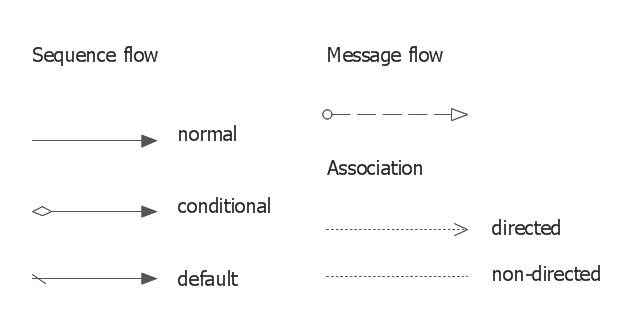 Sequence flow
normal
conditional
default
Message flow
Association
directed
non-directed